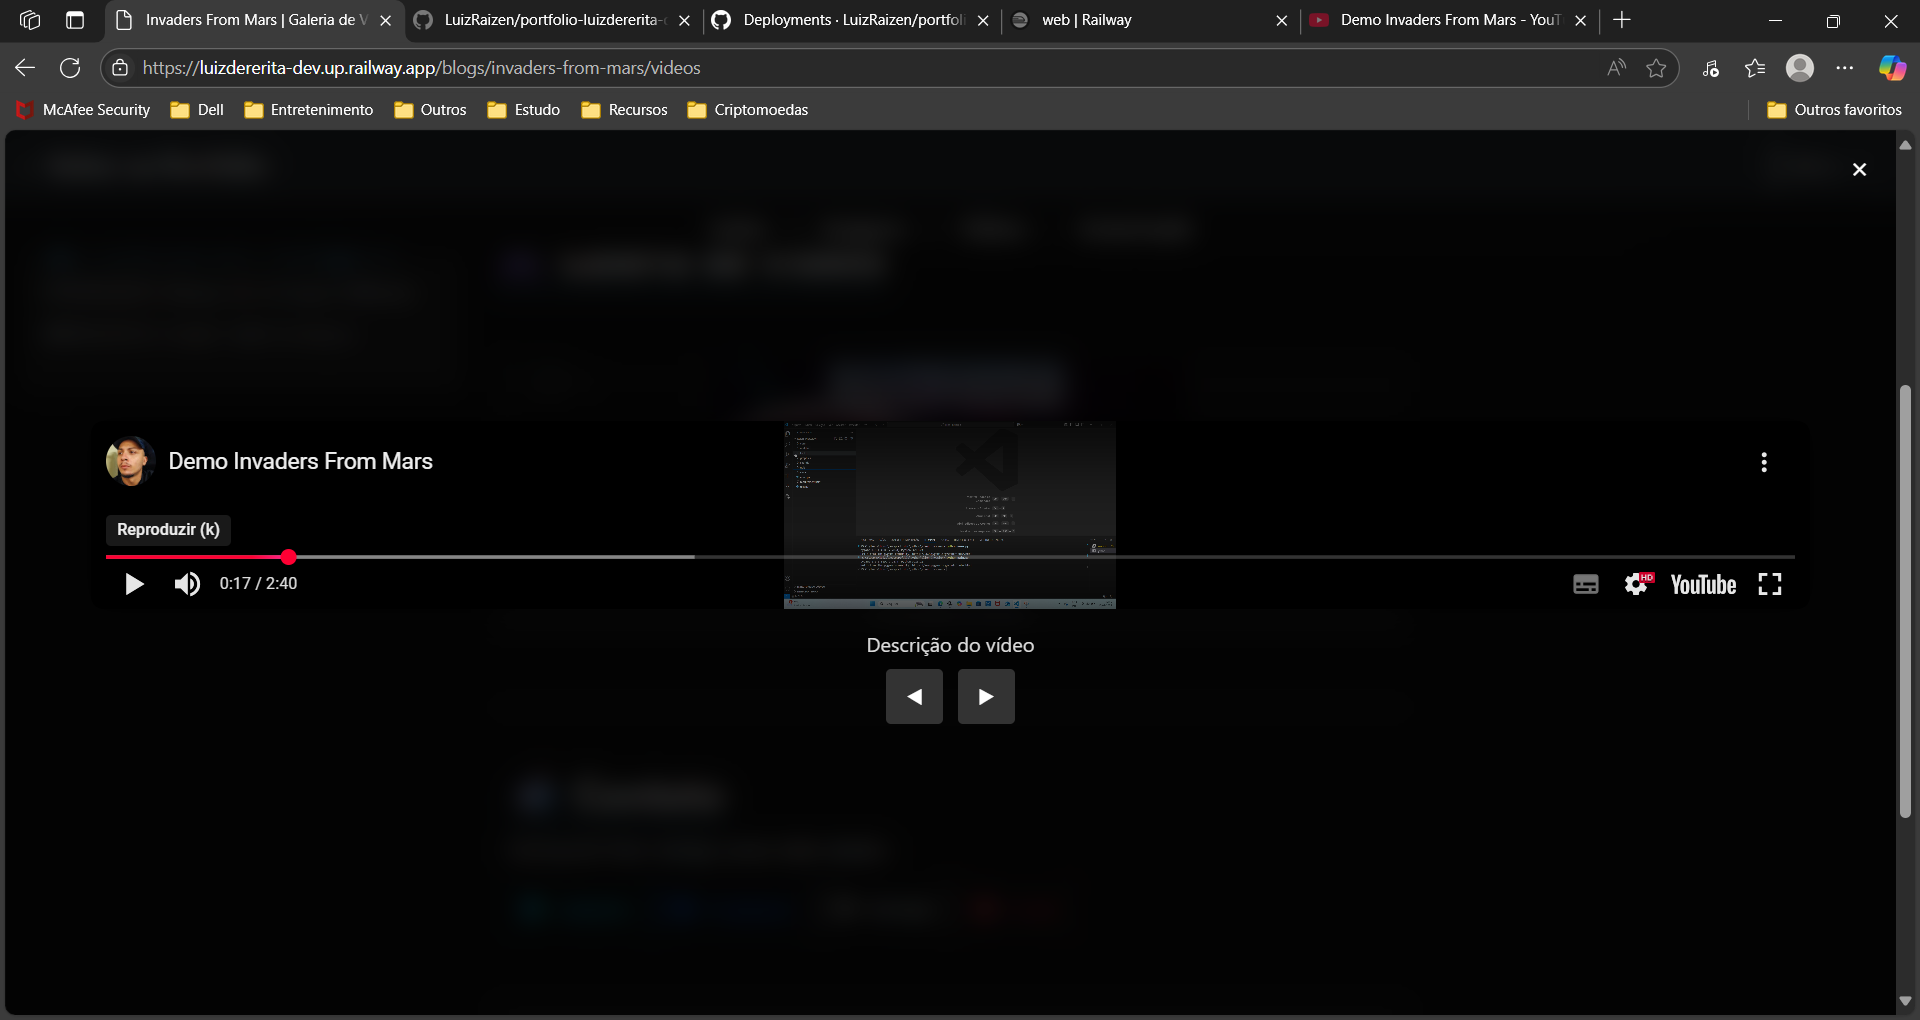 Invaders From Mars | Galeria de V
LuizRaizen/portfolio-luizdererita-
Deployments · LuizRaizen/portfoli
web | Railway
Demo Invaders From Mars - YouT
https://luizdererita-dev.up.railway.app/blogs/invaders-from-mars/videos
McAfee Security
Dell
Entretenimento
Outros
Estudo
Recursos
Criptomoedas
Outros favoritos
Demo Invaders From Mars
Reproduzir (k)
0:17 / 2:40
HD
YouTube
Descrição do vídeo